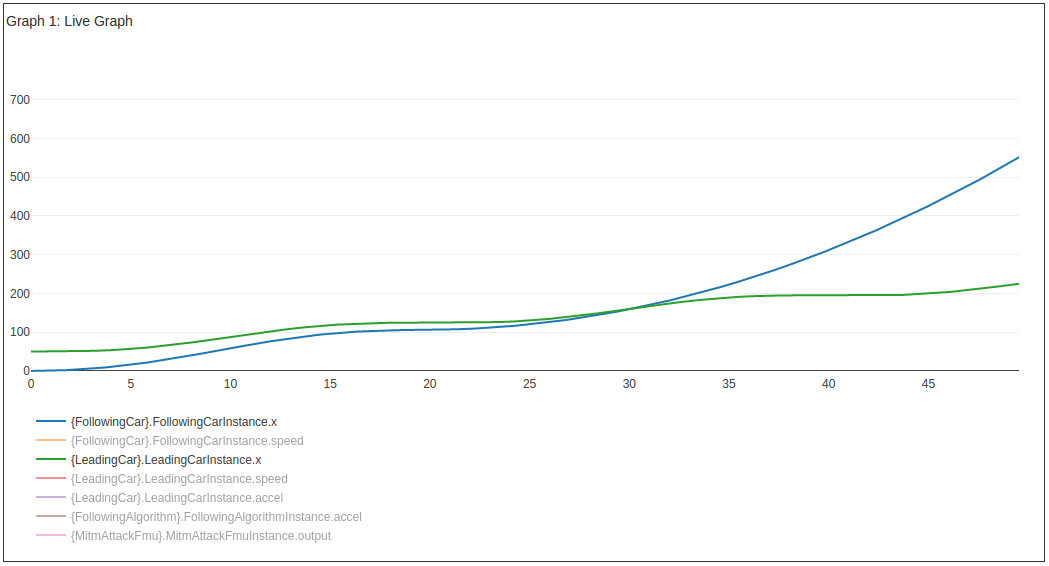 Graph 1: Live Graph
700
600
500
400
300
200
100
0
0 5 10 15 20 25 30 35 40 45
{FollowingCar}.FollowingCarInstance.x
{FollowingCar}.FollowingCarInstance.speed
{LeadingCar}.LeadingCarInstance.x
{LeadingCar}.LeadingCarInstance.speed
{LeadingCar}.LeadingCarInstance.accel
{FollowingAlgorithm}.FollowingAlgorithmInstance.accel
{MitmAttackFmu}.MitmAttackFmuInstance.output